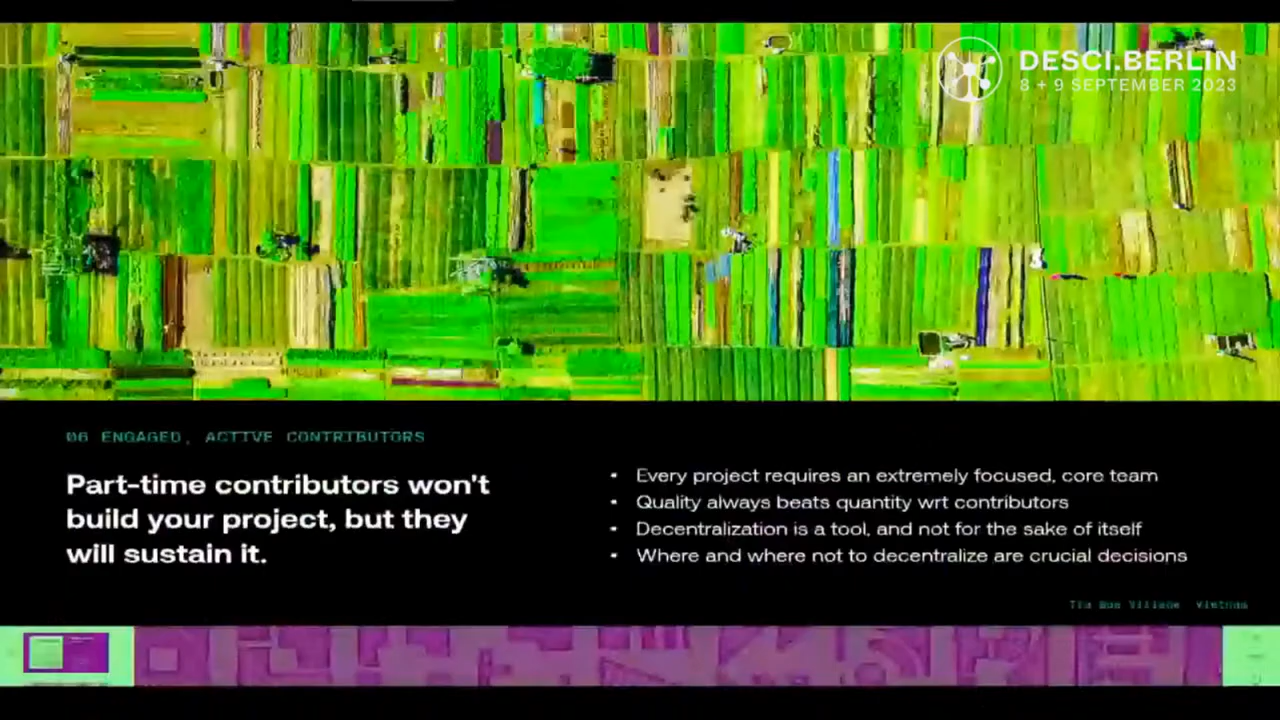 DESCI.BERLIN
8 + 9 SEPTEMBER 2023
06 ENGAGED, ACTIVE CONTRIBUTORS
Part-time contributors won't
build your project, but they
will sustain it.
• Every project requires an extremely focused, core team
• Quality always beats quantity wrt contributors
• Decentralization is a tool, and not for the sake of itself
• Where and where not to decentralize are crucial decisions
Village Vietnam